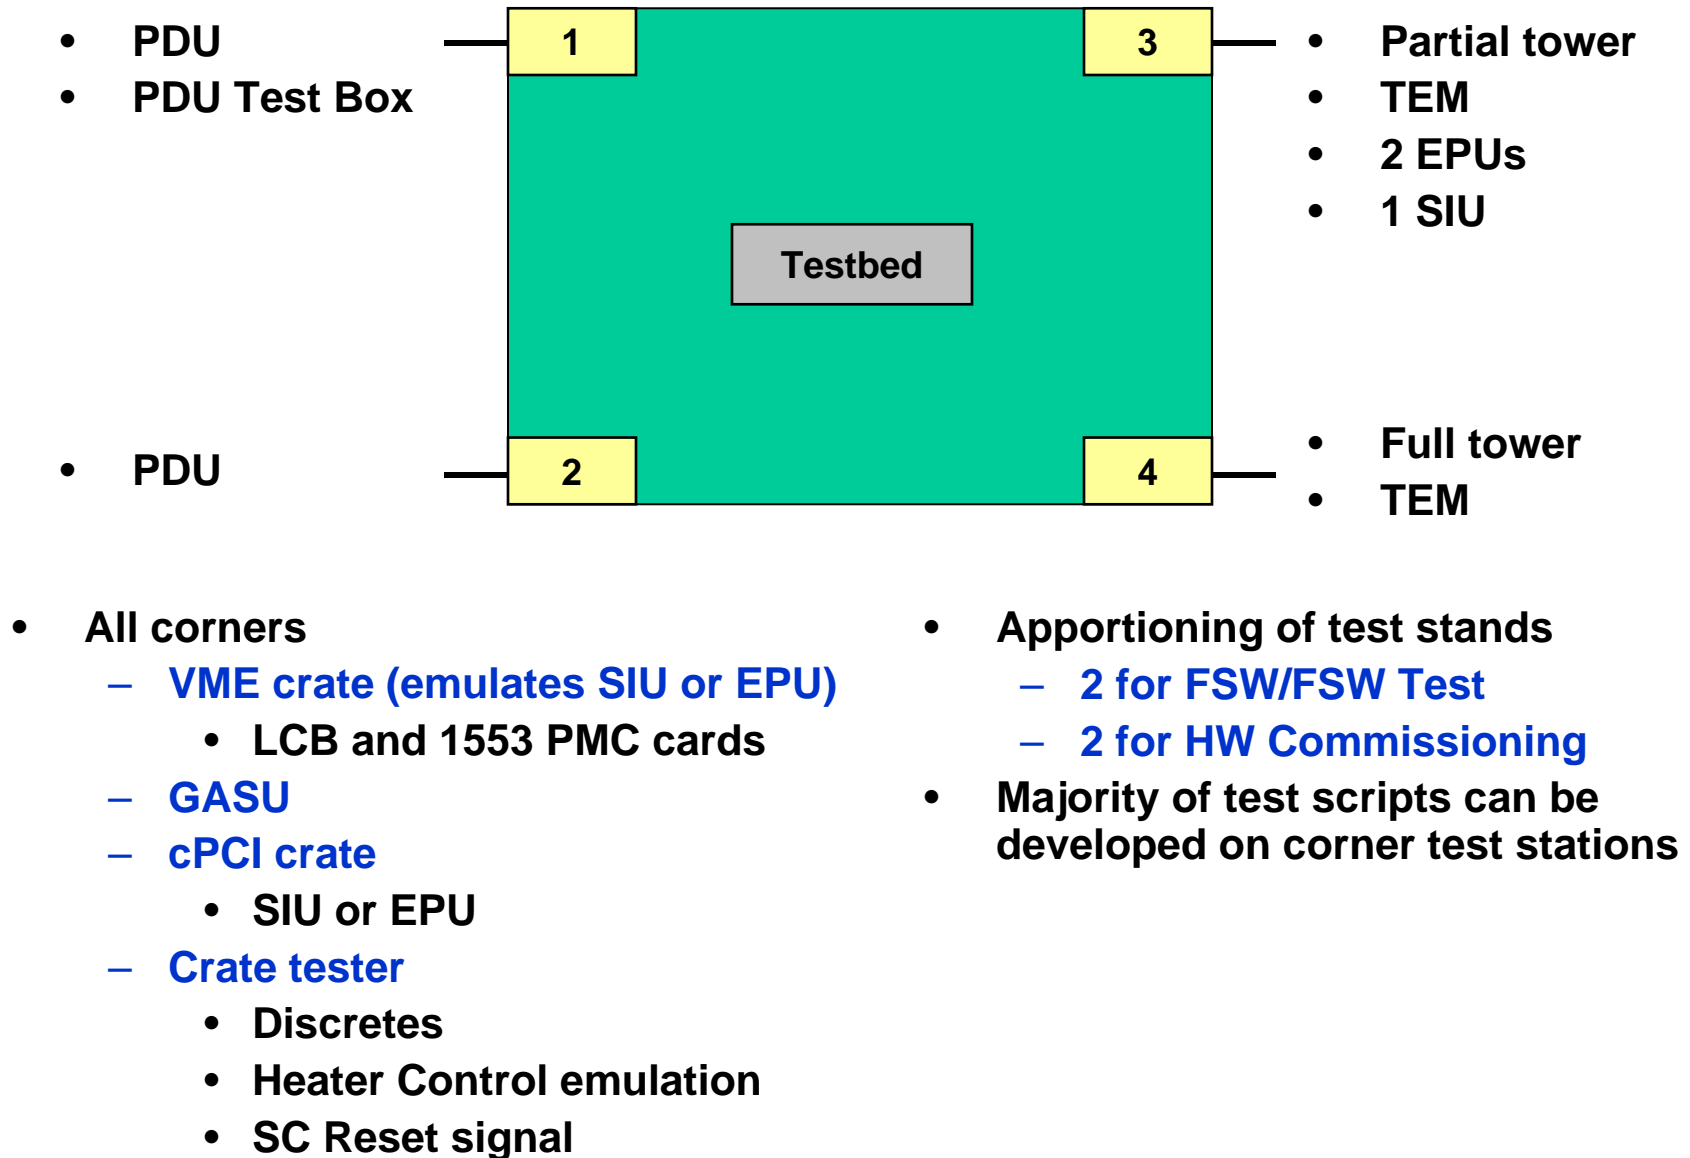 • PDU
• PDU Test Box
1
3
• Partial tower
• TEM
• 2 EPUs
• 1 SIU
Testbed
• PDU
2
4
• Full tower
• TEM
• All corners
– VME crate (emulates SIU or EPU)
• LCB and 1553 PMC cards
– GASU
– cPCI crate
• SIU or EPU
– Crate tester
• Discretes
• Heater Control emulation
• SC Reset signal
• Apportioning of test stands
– 2 for FSW/FSW Test
– 2 for HW Commissioning
• Majority of test scripts can be
developed on corner test stations